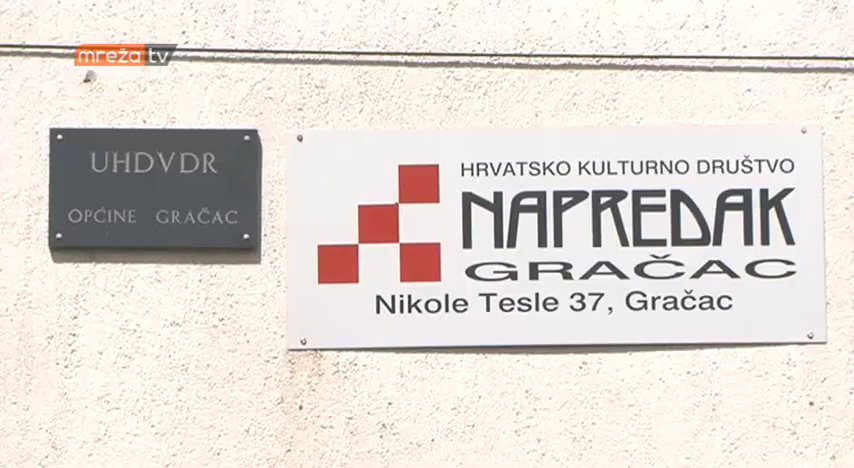 mreža tv
UHDVDR
OPĆINE GRAČAC
HRVATSKO KULTURNO DRUŠTVO
NAPREDAK
GRAČAC
Nikole Tesle 37, Gračac